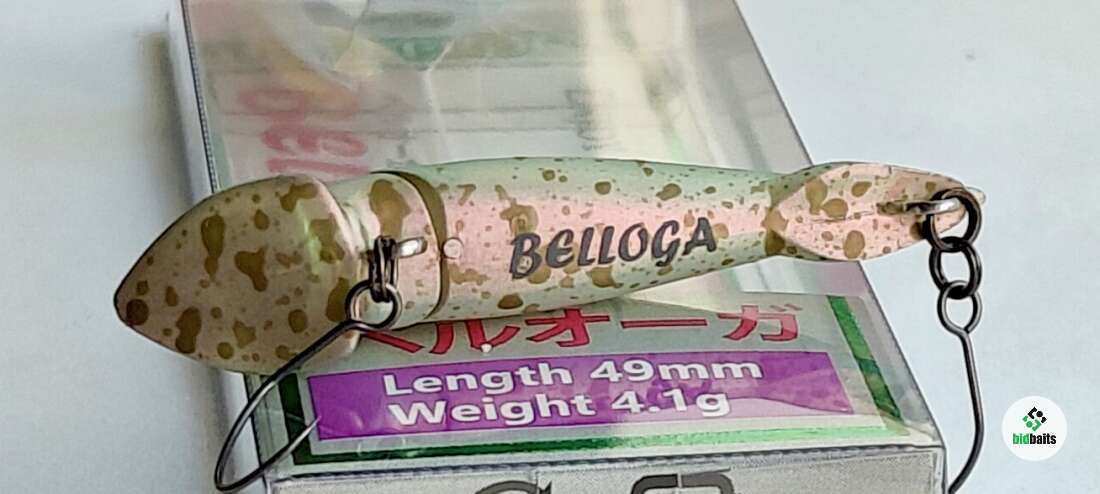 BELLOGA
ベルオーガ
Length 49mm
Weight 4.1g
bidbaits